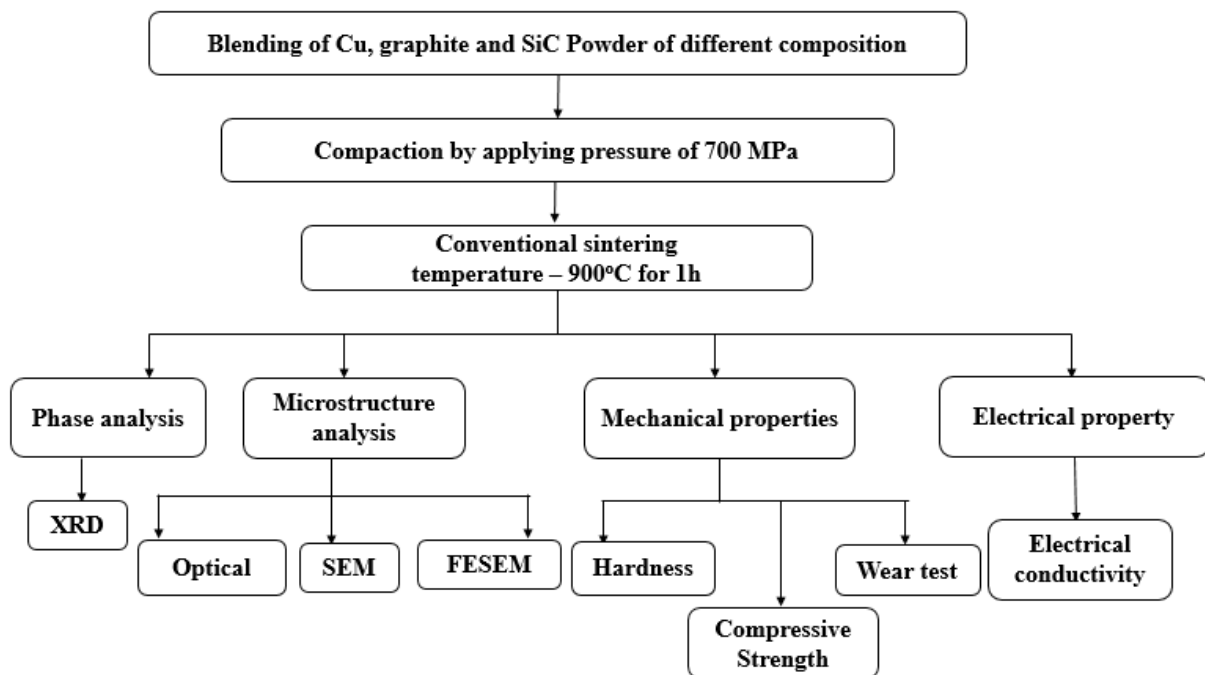 Blending of Cu, graphite and SiC Powder of different composition
Compaction by applying pressure of 700 MPa
Conventional sintering
temperature – 900°C for 1h
Phase analysis
Microstructure
analysis
Mechanical properties
Electrical property
XRD
Optical
SEM
FESEM
Hardness
Compressive
Strength
Wear test
Electrical
conductivity